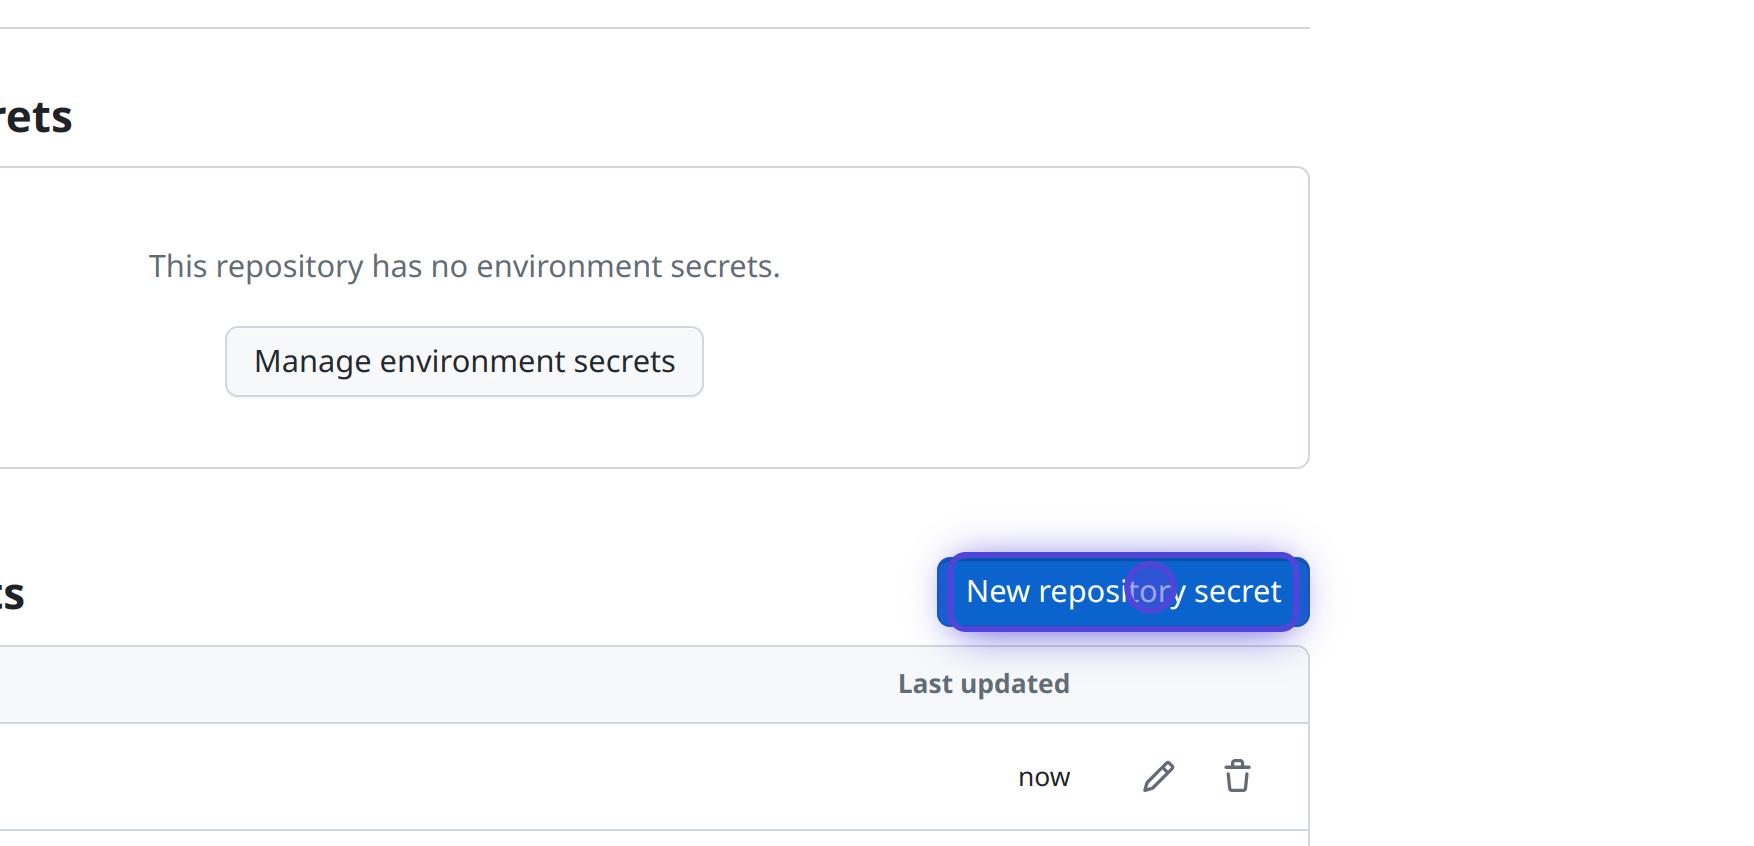 rets
This repository has no environment secrets.
Manage environment secrets
ts
New repository secret
Last updated
now